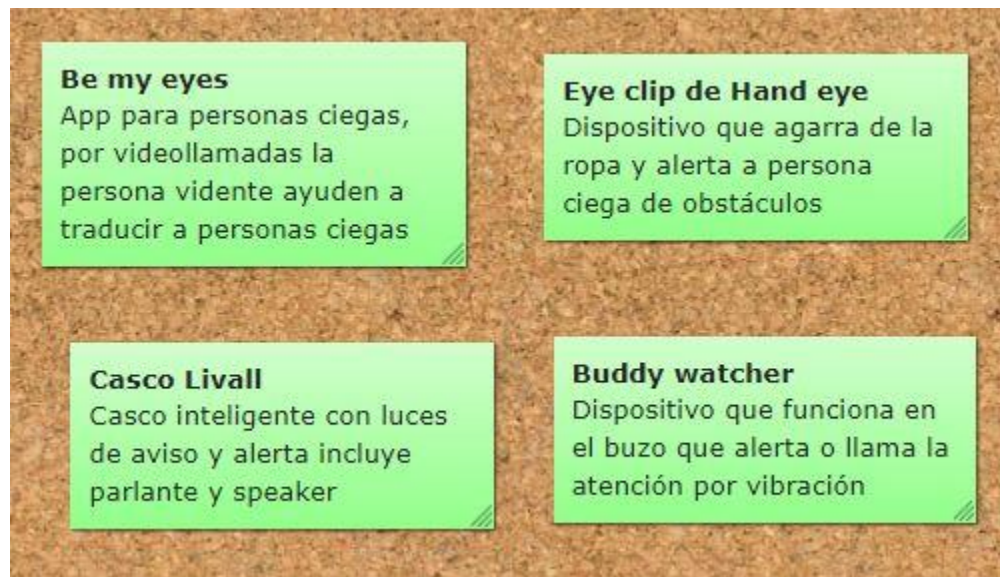 Be my eyes
App para personas ciegas,
por videollamadas la
persona vidente ayuden a
traducir a personas ciegas
Eye clip de Hand eye
Dispositivo que agarra de la
ropa y alerta a persona
ciega de obstáculos
Casco Livall
Casco inteligente con luces
de aviso y alerta incluye
parlante y speaker
Buddy watcher
Dispositivo que funciona en
el buzo que alerta o llama la
atención por vibración